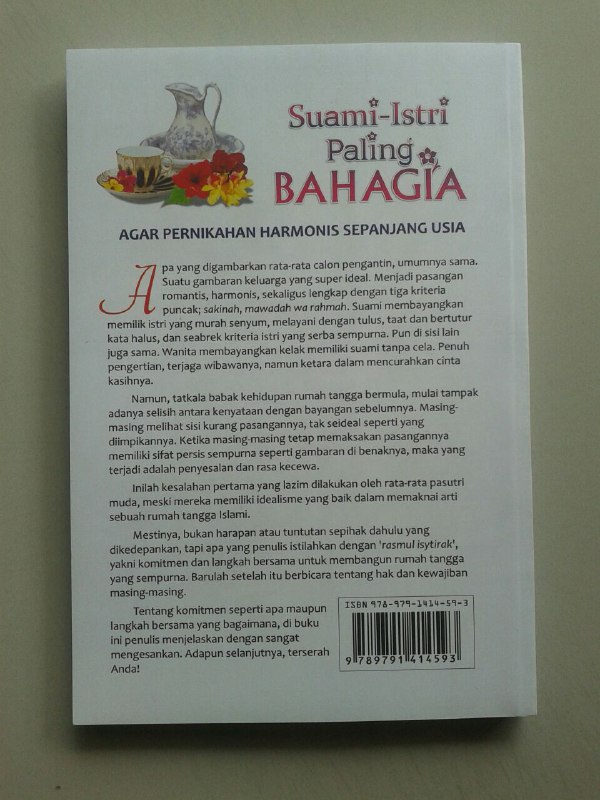 Suami-Istri
Paling
BAHAGIA
AGAR PERNIKAHAN HARMONIS SEPANJANG USIA
Apa yang digambarkan rata-rata calon pengantin, umumnya sama.
Suatu gambaran keluarga yang super ideal. Menjadi pasangan
romantis, harmonis, sekaligus lengkap dengan tiga kriteria
puncak; sakinah, mawadah wa rahmah. Suami membayangkan
memilik istri yang murah senyum, melayani dengan tulus, taat dan bertutur
kata halus, dan seabrek kriteria istri yang serba sempurna. Pun di sisi lain
juga sama. Wanita membayangkan kelak memiliki suami tanpa cela. Penuh
pengertian, terjaga wibawanya, namun ketara dalam mencurahkan cinta
kasihnya.
Namun, tatkala babak kehidupan rumah tangga bermula, mulai tampak
adanya selisih antara kenyataan dengan bayangan sebelumnya. Masing-
masing melihat sisi kurang pasangannya, tak seideal seperti yang
diimpikannya. Ketika masing-masing tetap memaksakan pasangannya
memiliki sifat persis sempurna seperti gambaran di benaknya, maka yang
terjadi adalah penyesalan dan rasa kecewa.
Inilah kesalahan pertama yang lazim dilakukan oleh rata-rata pasutri
muda, meski mereka memiliki idealisme yang baik dalam memaknai arti
sebuah rumah tangga Islami.
Mestinya, bukan harapan atau tuntutan sepihak dahulu yang
dikedepankan, tapi apa yang penulis istilahkan dengan 'rasmul isytirak',
yakni komitmen dan langkah bersama untuk membangun rumah tangga
yang sempurna. Barulah setelah itu berbicara tentang hak dan kewajiban
masing-masing.
Tentang komitmen seperti apa maupun
langkah bersama yang bagaimana, di buku
ini penulis menjelaskan dengan sangat
mengesankan. Adapun selanjutnya, terserah
Anda!
ISBN 978-979-1414-59-3
9 789791 414593